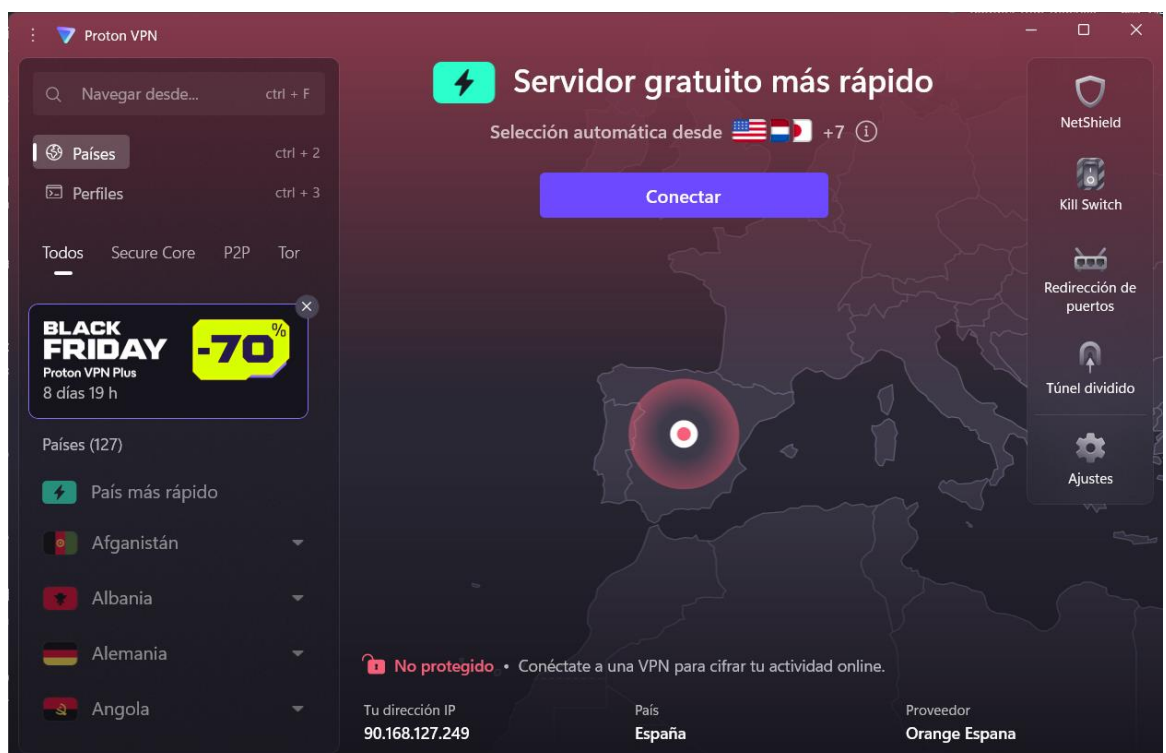 Proton VPN
Navegar desde... ctrl + F
Países ctrl + 2
Perfiles ctrl + 3
Todos Secure Core P2P Tor
BLACK
FRIDAY
-70%
Proton VPN Plus
8 días 19 h
Países (127)
País más rápido
Afganistán
Albania
Alemania
Angola
Servidor gratuito más rápido
Selección automática desde +7
Conectar
No protegido • Conéctate a una VPN para cifrar tu actividad online.
Tu dirección IP País Proveedor
90.168.127.249 España Orange Espana
NetShield
Kill Switch
Redirección de
puertos
Túnel dividido
Ajustes